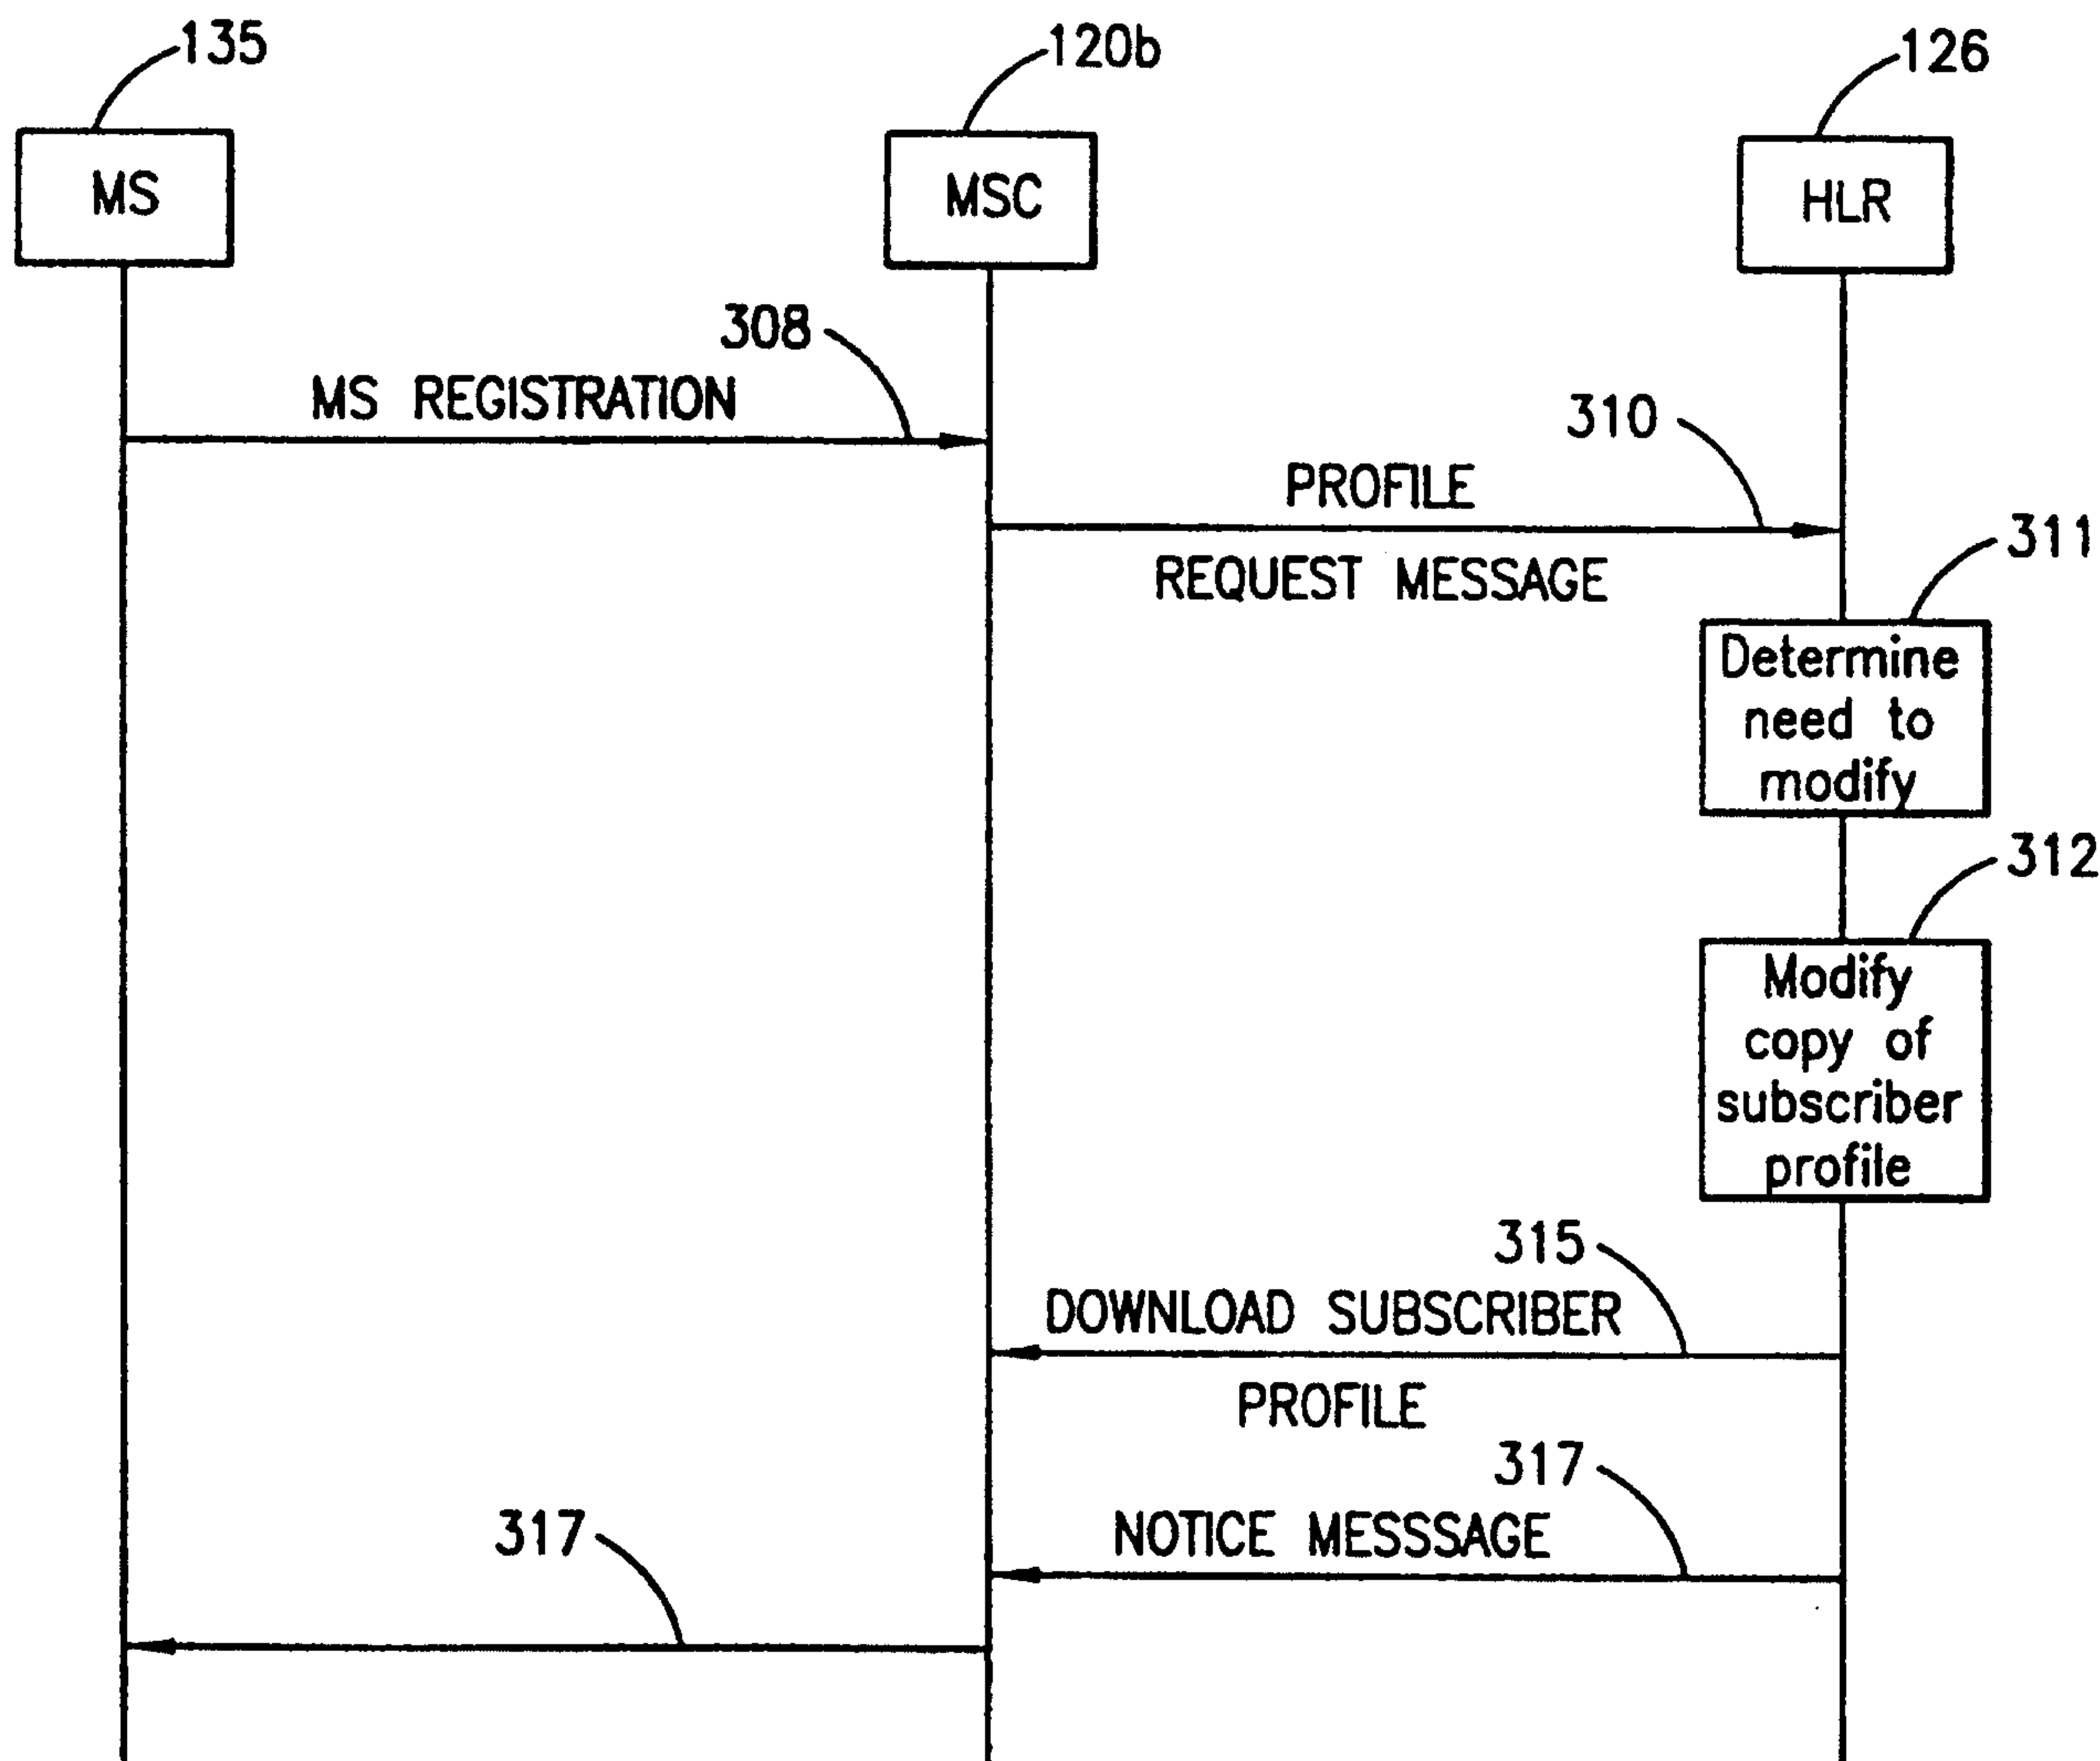 135
120b
126
MS
MSC
HLR
308
MS REGISTRATION
310
PROFILE
REQUEST MESSAGE
311
Determine
need to
modify
312
Modify
copy of
subscriber
profile
315
DOWNLOAD SUBSCRIBER
PROFILE
317
NOTICE MESSSAGE
317